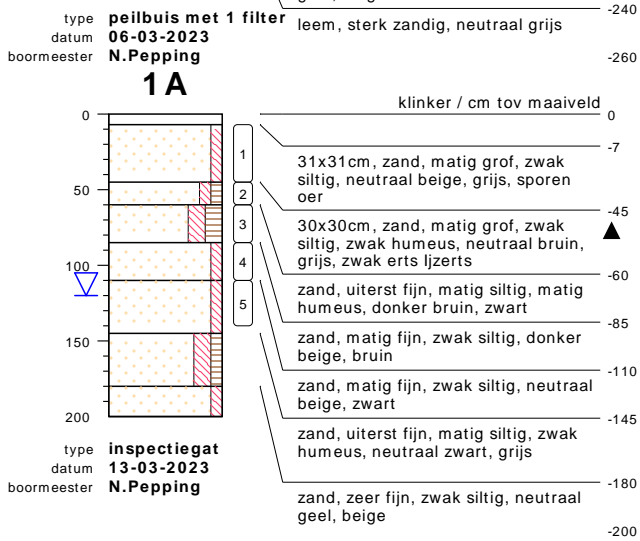 -240
type peilbuis met 1 filter
leem, sterk zandig, neutraal grijs
datum 06-03-2023
boormeester N.Pepping
-260
1A
klinker / cm tov maaiveld
0
0
-7
1
31x31cm, zand, matig grof, zwak
siltig, neutraal beige, grijs, sporen
oer
50
2
-45
3
30x30cm, zand, matig grof, zwak
siltig, zwak humeus, neutraal bruin,
grijs, zwak erts Ijzerts
-60
100
4
zand, uiterst fijn, matig siltig, matig
humeus, donker bruin, zwart
-85
5
zand, matig fijn, zwak siltig, donker
beige, bruin
-110
150
zand, matig fijn, zwak siltig, neutraal
beige, zwart
-145
200
zand, uiterst fijn, matig siltig, zwak
humeus, neutraal zwart, grijs
-180
type inspectiegat
datum 13-03-2023
boormeester N.Pepping
zand, zeer fijn, zwak siltig, neutraal
geel, beige
-200